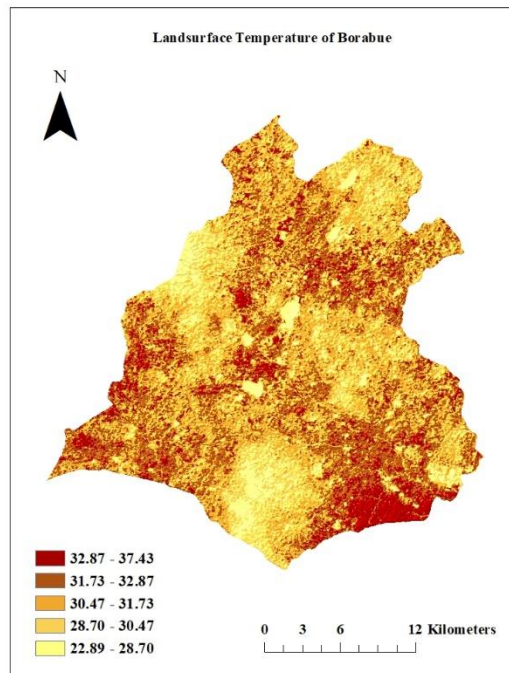 Landsurface Temperature of Borabue
N
32.87 - 37.43
31.73 - 32.87
30.47 - 31.73
28.70 - 30.47
22.89 - 28.70
0 3 6 12 Kilometers